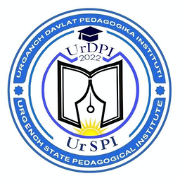 URGANCH DAVLAT PEDAGOGIKA INSTITUTI
UrDPI
2022
UrSPI
URGENCH STATE PEDAGOGICAL INSTITUTE